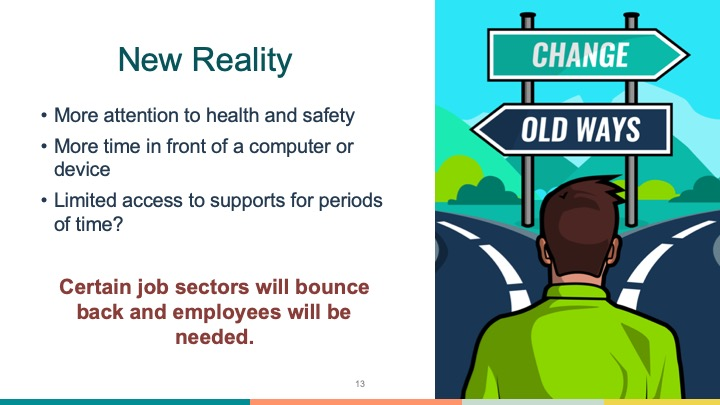 New Reality
• More attention to health and safety
• More time in front of a computer or
device
• Limited access to supports for periods
of time?
Certain job sectors will bounce
back and employees will be
needed.
13
CHANGE
OLD WAYS